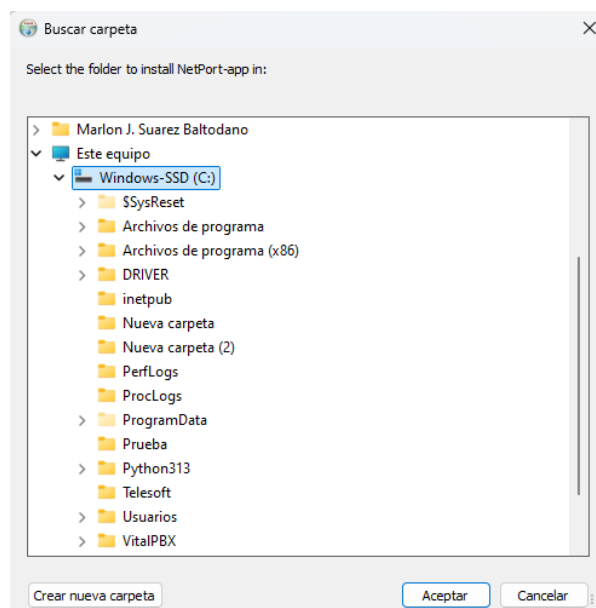 Buscar carpeta
Select the folder to install NetPort-app in:
Marlon J. Suarez Baltodano
Este equipo
Windows-SSD (C:)
$SysReset
Archivos de programa
Archivos de programa (x86)
DRIVER
inetpub
Nueva carpeta
Nueva carpeta (2)
PerfLogs
ProcLogs
ProgramData
Prueba
Python313
Telesoft
Usuarios
VitalPBX
Crear nueva carpeta Aceptar Cancelar